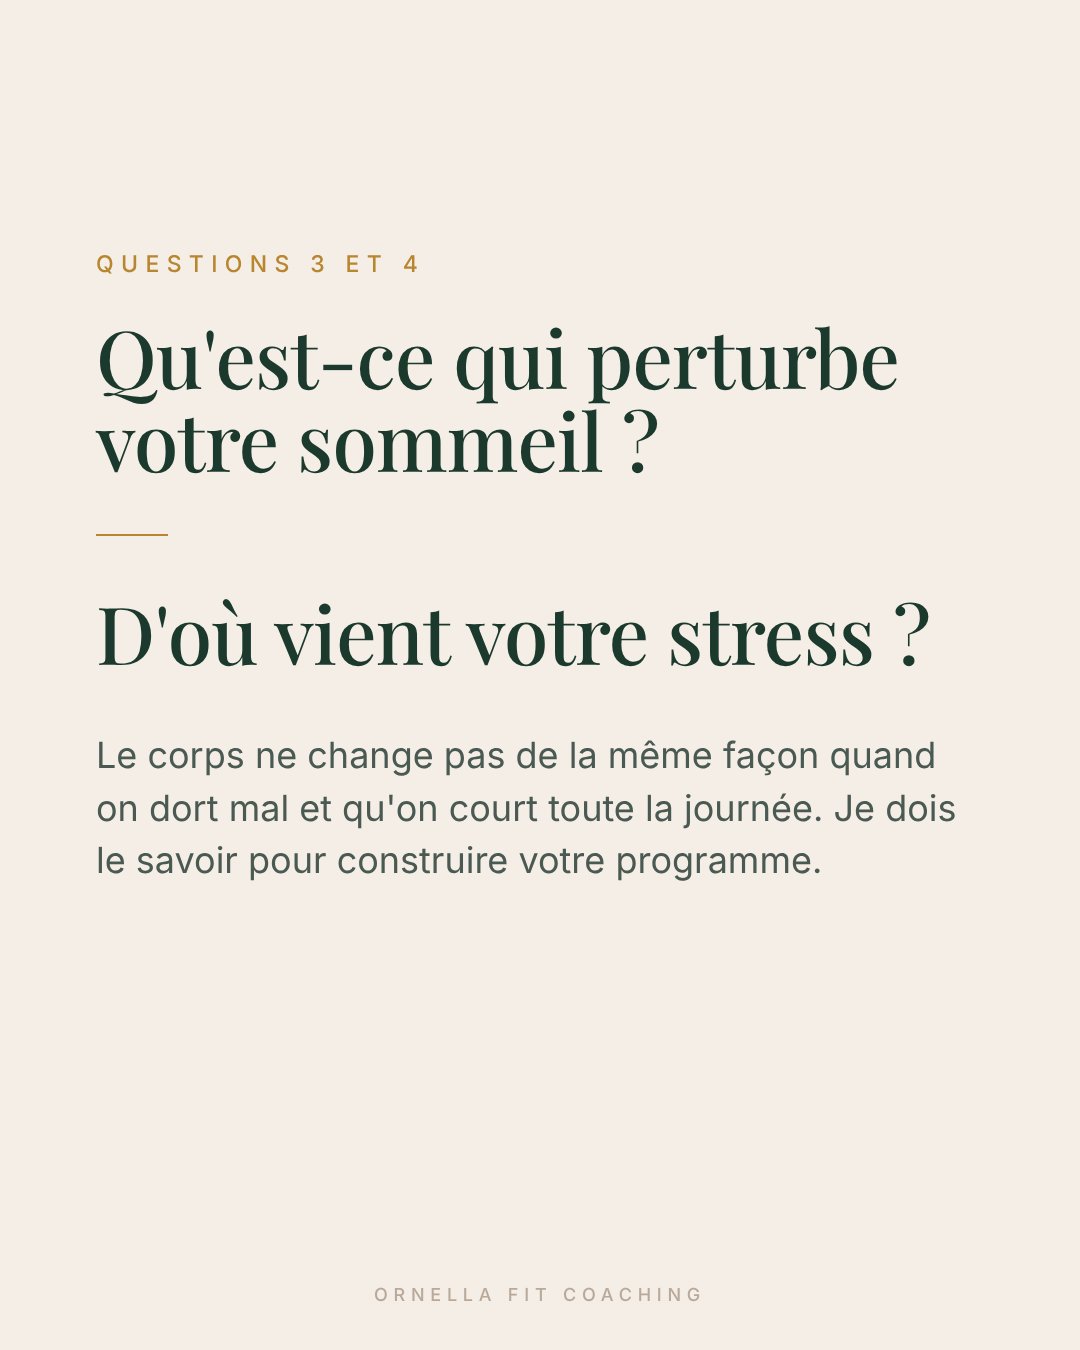 QUESTIONS 3 ET 4
Qu'est-ce qui perturbe
votre sommeil ?
D'où vient votre stress ?
Le corps ne change pas de la même façon quand
on dort mal et qu'on court toute la journée. Je dois
le savoir pour construire votre programme.
ORNELLA FIT COACHING